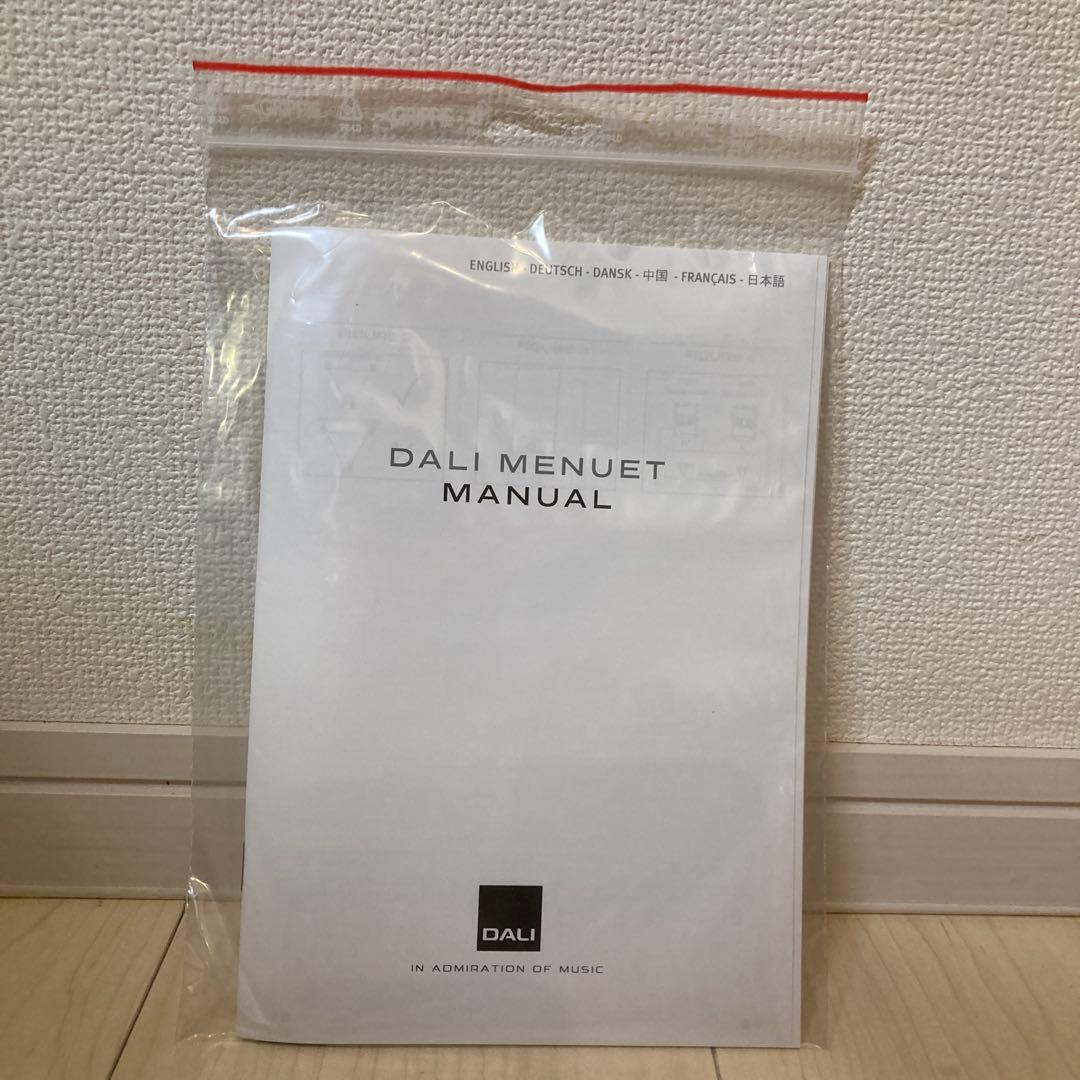 ENGLISH - DEUTSCH - DANSK - 中国 - FRANÇAIS - 日本語
DALI MENUET
MANUAL
DALI
IN ADMIRATION OF MUSIC